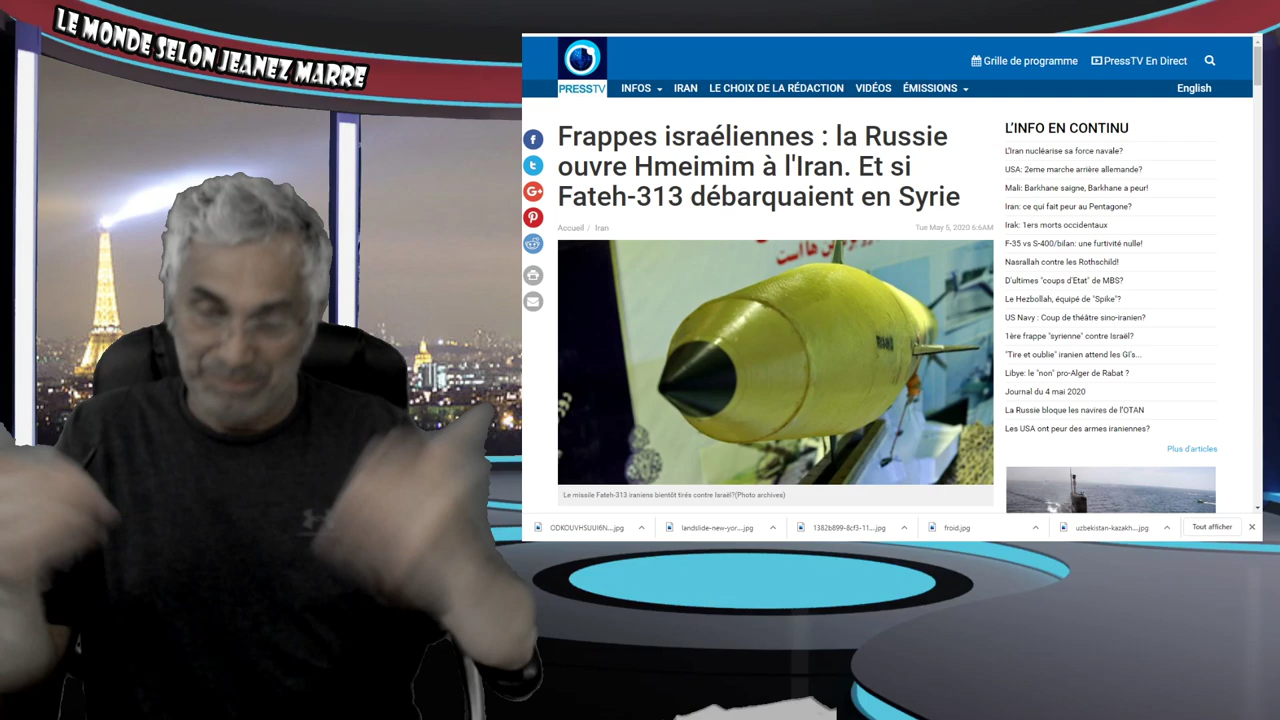 LE MONDE SELON JEANEZ MARRE
PRESSTV
Grille de programme
PressTV En Direct
INFOS
IRAN
LE CHOIX DE LA RÉDACTION
VIDÉOS
ÉMISSIONS
English
Frappes israéliennes : la Russie
ouvre Hmeimim à l'Iran. Et si
Fateh-313 débarquaient en Syrie
Accueil / Iran
Tue May 5, 2020 6:6AM
Le missile Fateh-313 iraniens bientôt tirés contre Israël?(Photo archives)
L'INFO EN CONTINU
L'Iran nucléarise sa force navale?
USA: 2eme marche arrière allemande?
Mali: Barkhane saigne, Barkhane a peur!
Iran: ce qui fait peur au Pentagone?
Irak: 1ers morts occidentaux
F-35 vs S-400/bilan: une furtivité nulle!
Nasrallah contre les Rothschild!
D'ultimes "coups d'Etat" de MBS?
Le Hezbollah, équipé de "Spike"?
US Navy : Coup de théâtre sino-iranien?
1ère frappe "syrienne" contre Israël?
"Tire et oublie" iranien attend les GI's...
Libye: le "non" pro-Alger de Rabat ?
Journal du 4 mai 2020
La Russie bloque les navires de l'OTAN
Les USA ont peur des armes iraniennes?
Plus d'articles
ODKOUVHSUUI6N....jpg
landslide-new-yor....jpg
1382b899-8cf3-11....jpg
froid.jpg
uzbekistan-kazakh....jpg
Tout afficher